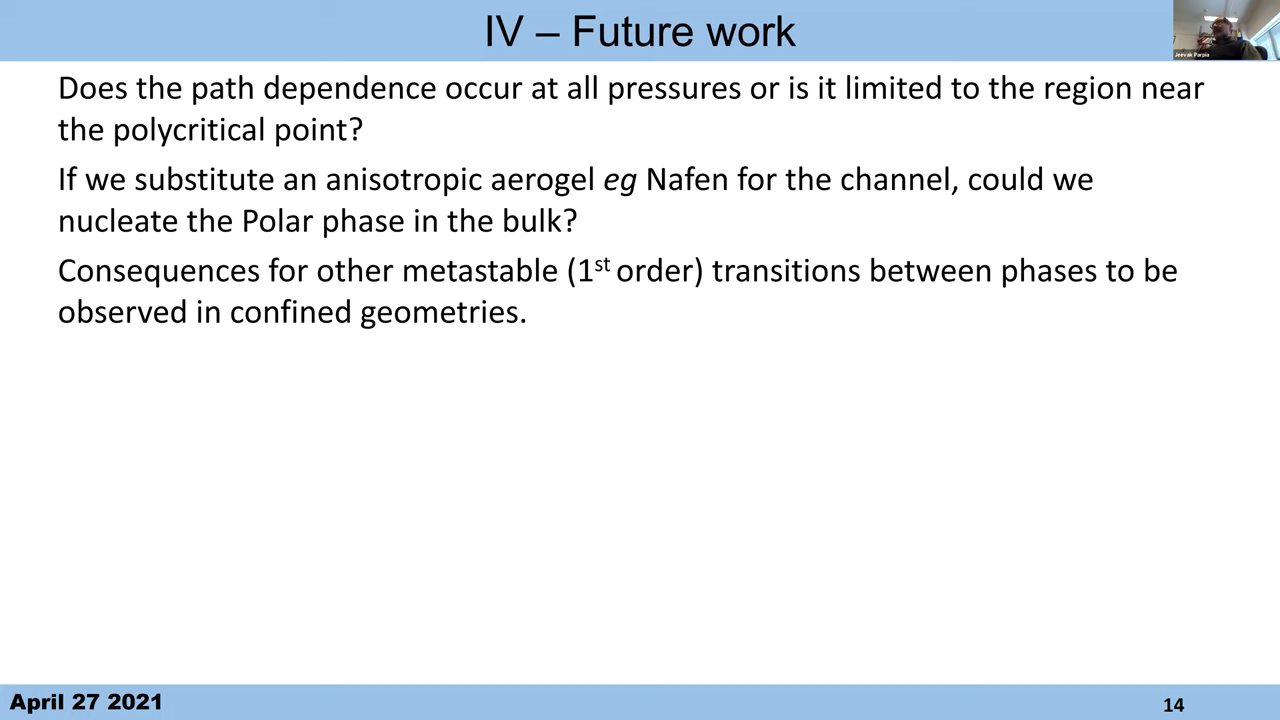 IV – Future work
Jeevak Parpia
Does the path dependence occur at all pressures or is it limited to the region near
the polycritical point?
If we substitute an anisotropic aerogel eg Nafen for the channel, could we
nucleate the Polar phase in the bulk?
Consequences for other metastable (1st order) transitions between phases to be
observed in confined geometries.
April 27 2021
14